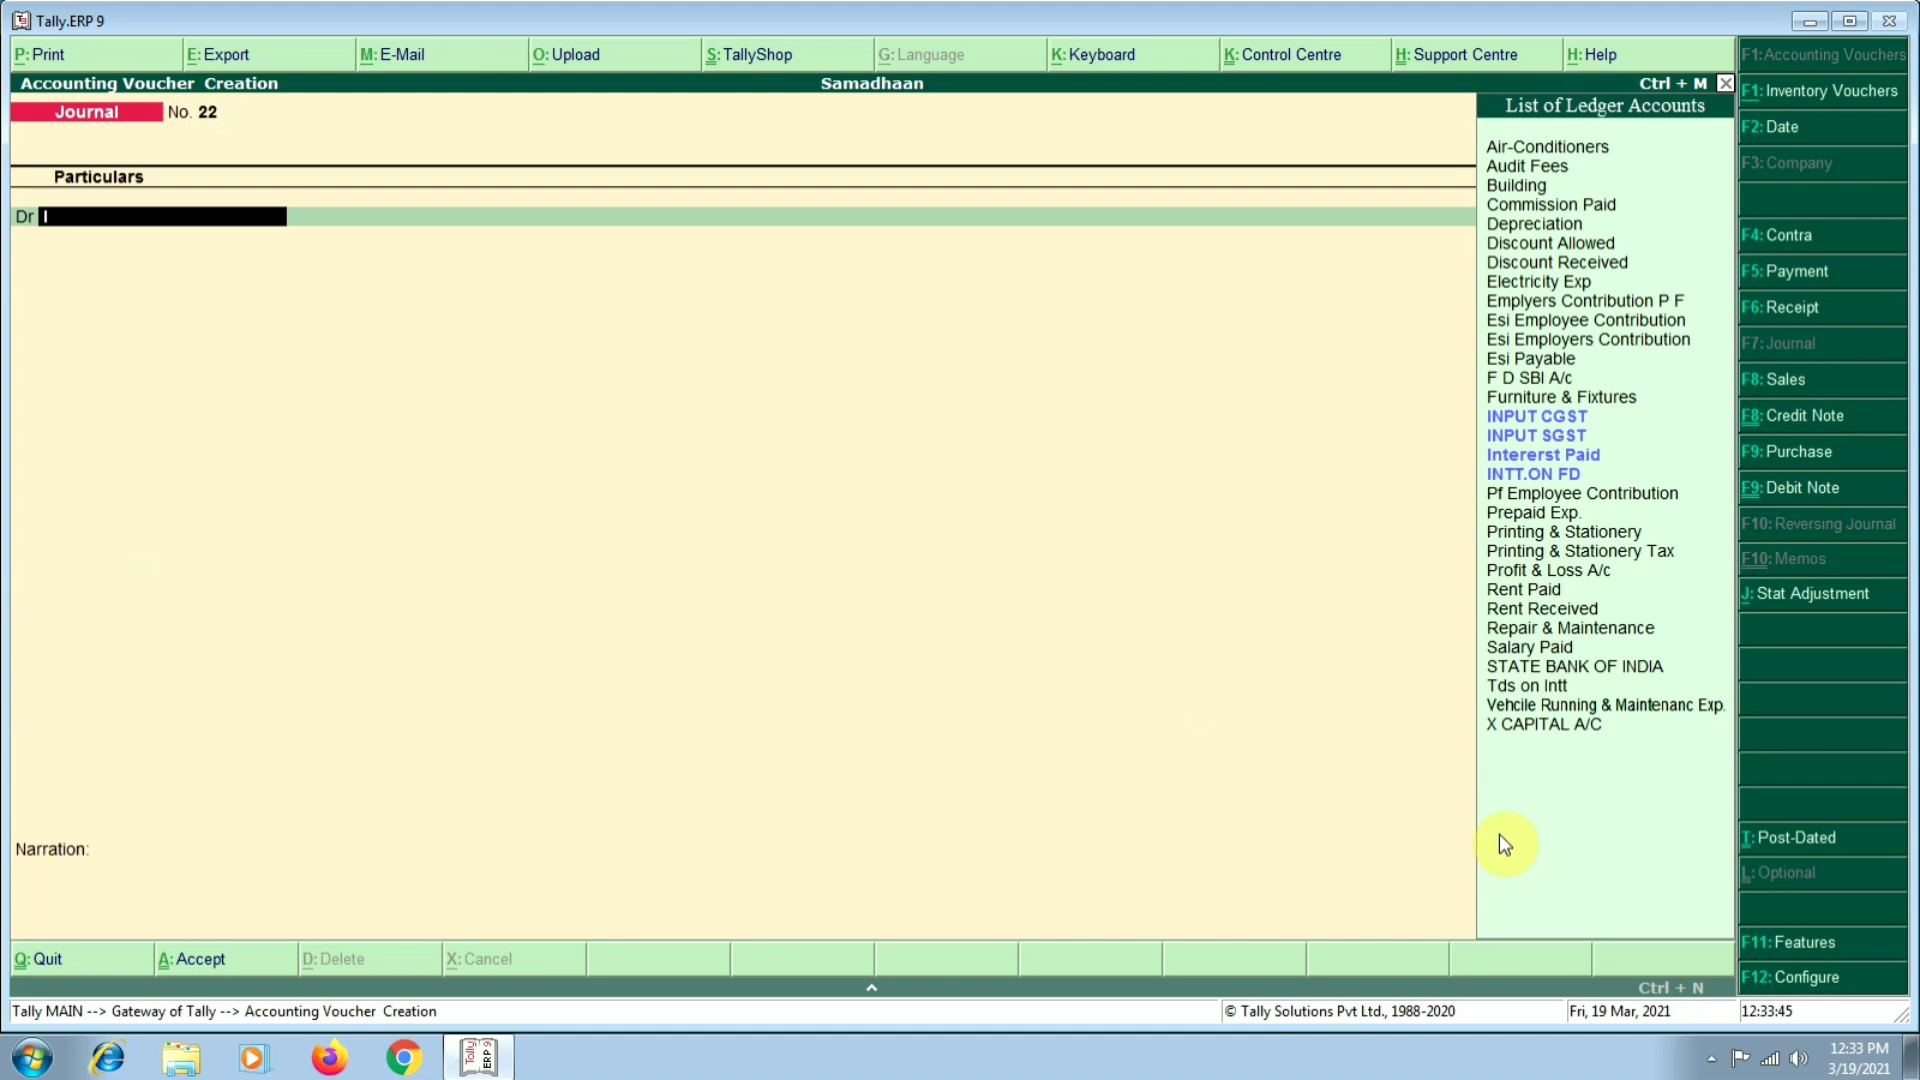 Tally.ERP 9
P: Print E: Export M: E-Mail O: Upload S: TallyShop G: Language K: Keyboard K: Control Centre H: Support Centre H: Help
Accounting Voucher Creation Samadhaan Ctrl + M
Journal No. 22
Particulars
Dr I
Narration:
List of Ledger Accounts
Air-Conditioners
Audit Fees
Building
Commission Paid
Depreciation
Discount Allowed
Discount Received
Electricity Exp
Emplyers Contribution P F
Esi Employee Contribution
Esi Employers Contribution
Esi Payable
F D SBI A/c
Furniture & Fixtures
INPUT CGST
INPUT SGST
Intererst Paid
INTT.ON FD
Pf Employee Contribution
Prepaid Exp.
Printing & Stationery
Printing & Stationery Tax
Profit & Loss A/c
Rent Paid
Rent Received
Repair & Maintenance
Salary Paid
STATE BANK OF INDIA
Tds on Intt
Vehcile Running & Maintenanc Exp.
X CAPITAL A/C
F1: Accounting Vouchers
F1: Inventory Vouchers
F2: Date
F3: Company
F4: Contra
F5: Payment
F6: Receipt
F7: Journal
F8: Sales
F8: Credit Note
F9: Purchase
F9: Debit Note
F10: Reversing Journal
F10: Memos
J: Stat Adjustment
T: Post-Dated
L: Optional
F11: Features
F12: Configure
Q: Quit A: Accept D: Delete X: Cancel
Ctrl + N
Tally MAIN --> Gateway of Tally --> Accounting Voucher Creation © Tally Solutions Pvt Ltd., 1988-2020 Fri, 19 Mar, 2021 12:33:45
Tally ERP 9
12:33 PM
3/19/2021